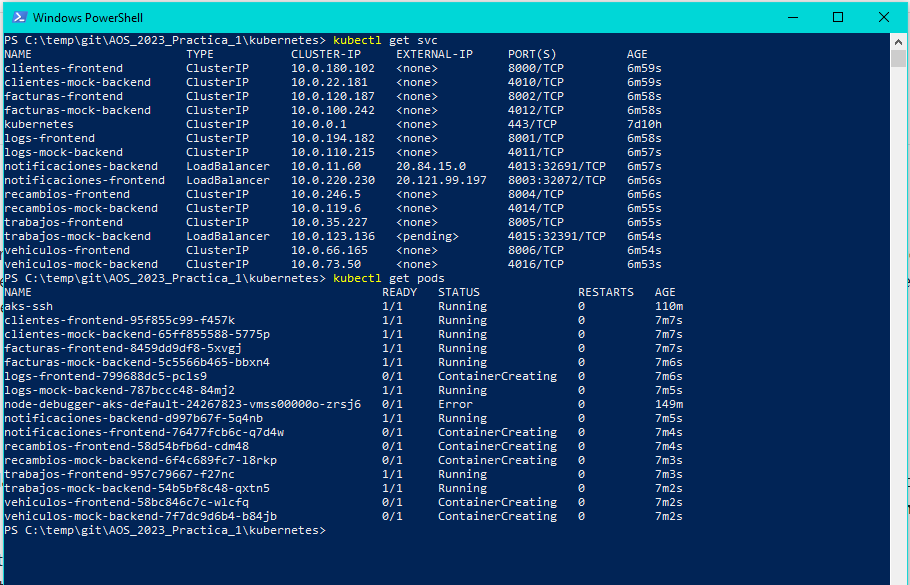 Windows PowerShell
PS C:\temp\git\AOS_2023_Practica_1\kubernetes> kubectl get svc
NAME TYPE CLUSTER-IP EXTERNAL-IP PORT(S) AGE
clientes-frontend ClusterIP 10.0.180.102 <none> 8000/TCP 6m59s
clientes-mock-backend ClusterIP 10.0.22.181 <none> 4010/TCP 6m59s
facturas-frontend ClusterIP 10.0.120.187 <none> 8002/TCP 6m58s
facturas-mock-backend ClusterIP 10.0.100.242 <none> 4012/TCP 6m58s
kubernetes ClusterIP 10.0.0.1 <none> 443/TCP 7d10h
logs-frontend ClusterIP 10.0.194.182 <none> 8001/TCP 6m58s
logs-mock-backend ClusterIP 10.0.110.215 <none> 4011/TCP 6m57s
notificaciones-backend LoadBalancer 10.0.11.60 20.84.15.0 4013:32691/TCP 6m57s
notificaciones-frontend LoadBalancer 10.0.220.230 20.121.99.197 8003:32072/TCP 6m56s
recambios-frontend ClusterIP 10.0.246.5 <none> 8004/TCP 6m56s
recambios-mock-backend ClusterIP 10.0.119.6 <none> 4014/TCP 6m56s
trabajos-frontend ClusterIP 10.0.35.227 <none> 8005/TCP 6m55s
trabajos-mock-backend LoadBalancer 10.0.123.136 <pending> 4015:32391/TCP 6m54s
vehiculos-frontend ClusterIP 10.0.66.165 <none> 8006/TCP 6m54s
vehiculos-mock-backend ClusterIP 10.0.73.50 <none> 4016/TCP 6m53s
PS C:\temp\git\AOS_2023_Practica_1\kubernetes> kubectl get pods
NAME READY STATUS RESTARTS AGE
aks-ssh 1/1 Running 0 110m
clientes-frontend-95f855c99-f457k 1/1 Running 0 7m7s
clientes-mock-backend-65ff855588-5775p 1/1 Running 0 7m7s
facturas-frontend-8459dd9df8-5xvgj 1/1 Running 0 7m7s
facturas-mock-backend-5c5566b465-bbxn4 1/1 Running 0 7m6s
logs-frontend-799688dc5-pcls9 0/1 ContainerCreating 0 7m6s
logs-mock-backend-787bccc48-84mj2 1/1 Running 0 7m5s
node-debugger-aks-default-24267823-vmss00000o-zrsj6 0/1 Error 0 149m
notificaciones-backend-d997b67f-5q4nb 1/1 Running 0 7m5s
notificaciones-frontend-76477fcb6c-q7d4w 0/1 ContainerCreating 0 7m4s
recambios-frontend-58d54bfb6d-cdm48 0/1 ContainerCreating 0 7m4s
recambios-mock-backend-6f4c689fc7-l8rkp 0/1 ContainerCreating 0 7m3s
trabajos-frontend-957c79667-f27nc 1/1 Running 0 7m3s
trabajos-mock-backend-54b5bf8c48-qxtn5 1/1 Running 0 7m2s
vehiculos-frontend-58bc846c7c-wlcfq 0/1 ContainerCreating 0 7m2s
vehiculos-mock-backend-7f7dc9d6b4-b84jb 0/1 ContainerCreating 0 7m2s
PS C:\temp\git\AOS_2023_Practica_1\kubernetes>